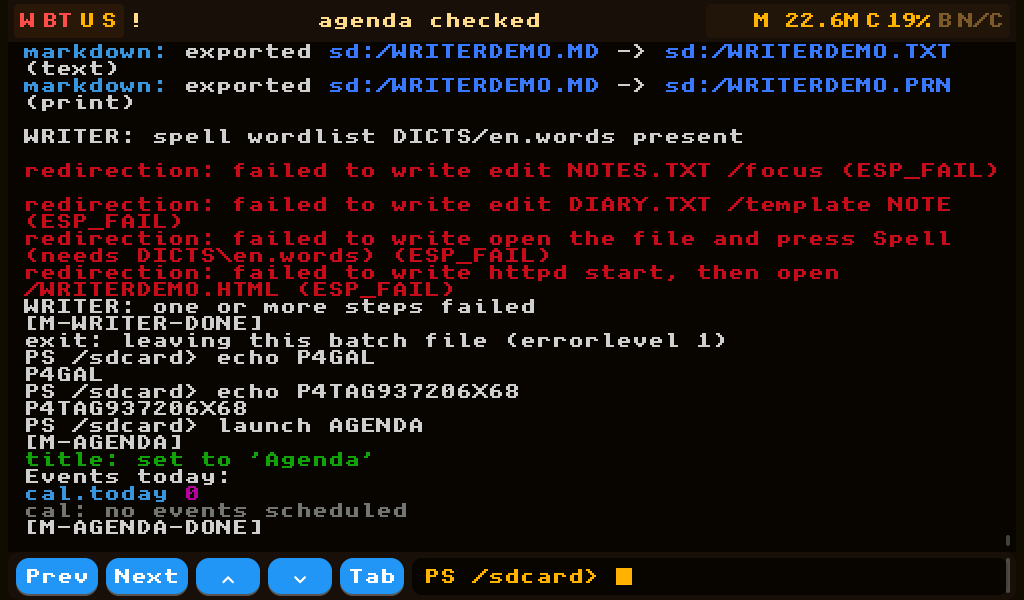 W BT U S ! agenda checked M 22.6M C 19% B N/C
markdown: exported sd:/WRITERDEMO.MD -> sd:/WRITERDEMO.TXT
(text)
markdown: exported sd:/WRITERDEMO.MD -> sd:/WRITERDEMO.PRN
(print)
WRITER: spell wordlist DICTS/en.words present
redirection: failed to write edit NOTES.TXT /focus (ESP_FAIL)
redirection: failed to write edit DIARY.TXT /template NOTE
(ESP_FAIL)
redirection: failed to write open the file and press Spell
(needs DICTS\en.words) (ESP_FAIL)
redirection: failed to write httpd start, then open
/WRITERDEMO.HTML (ESP_FAIL)
WRITER: one or more steps failed
[M-WRITER-DONE]
exit: leaving this batch file (errorlevel 1)
PS /sdcard> echo P4GAL
P4GAL
PS /sdcard> echo P4TAG937206X68
P4TAG937206X68
PS /sdcard> launch AGENDA
[M-AGENDA]
title: set to 'Agenda'
Events today:
cal.today 0
cal: no events scheduled
[M-AGENDA-DONE]
Prev Next ^ ⌄ Tab PS /sdcard>